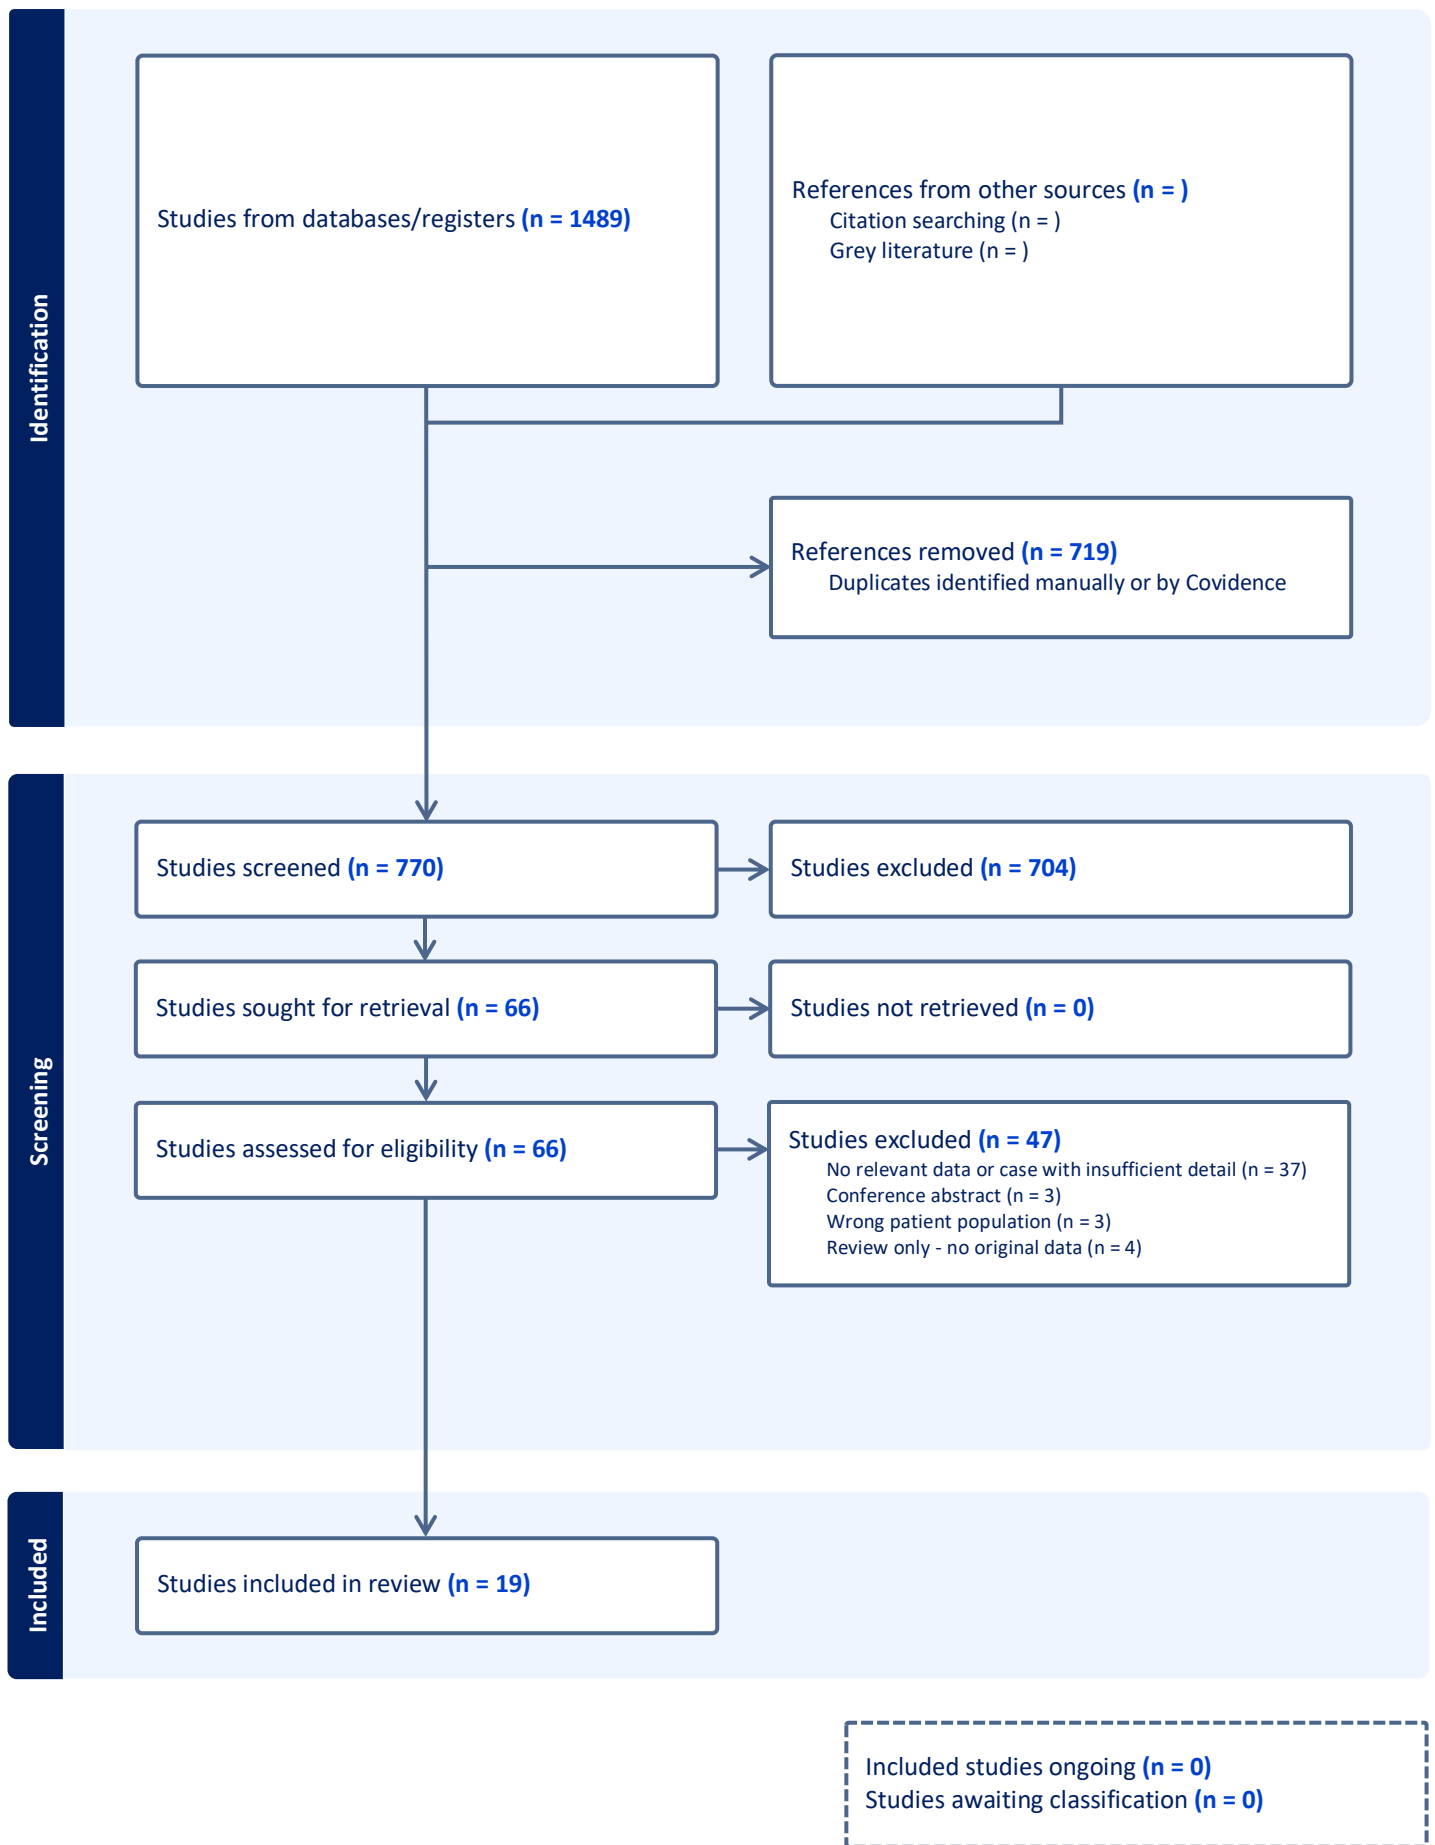 Identification
Studies from databases/registers (n = 1489)
References from other sources (n = )
Citation searching (n = )
Grey literature (n = )
References removed (n = 719)
Duplicates identified manually or by Covidence
Screening
Studies screened (n = 770)
Studies excluded (n = 704)
Studies sought for retrieval (n = 66)
Studies not retrieved (n = 0)
Studies assessed for eligibility (n = 66)
Studies excluded (n = 47)
No relevant data or case with insufficient detail (n = 37)
Conference abstract (n = 3)
Wrong patient population (n = 3)
Review only - no original data (n = 4)
Included
Studies included in review (n = 19)
Included studies ongoing (n = 0)
Studies awaiting classification (n = 0)